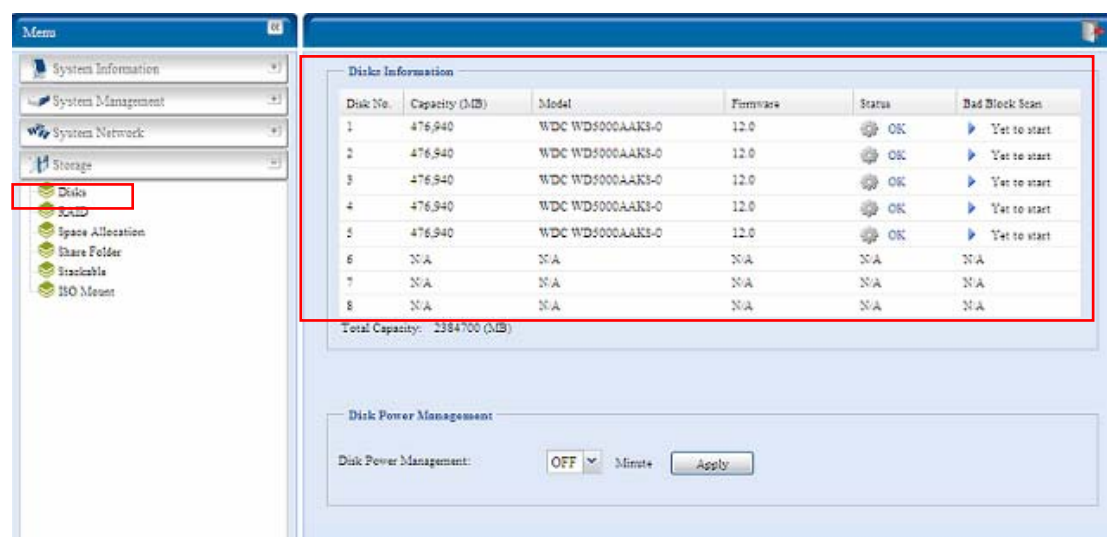 Menu
System Information
System Management
System Network
Storage
Disks
RAID
Space Allocation
Share Folder
Stackable
ISO Mount
Disks Information
Disk No. Capacity (MB) Model Firmware Status Bad Block Scan
1 476,940 WDC WD5000AAKS-0 12.0 OK Yet to start
2 476,940 WDC WD5000AAKS-0 12.0 OK Yet to start
3 476,940 WDC WD5000AAKS-0 12.0 OK Yet to start
4 476,940 WDC WD5000AAKS-0 12.0 OK Yet to start
5 476,940 WDC WD5000AAKS-0 12.0 OK Yet to start
6 N/A N/A N/A N/A N/A
7 N/A N/A N/A N/A N/A
8 N/A N/A N/A N/A N/A
Total Capacity: 2384700 (MB)
Disk Power Management
Disk Power Management: OFF Minute Apply